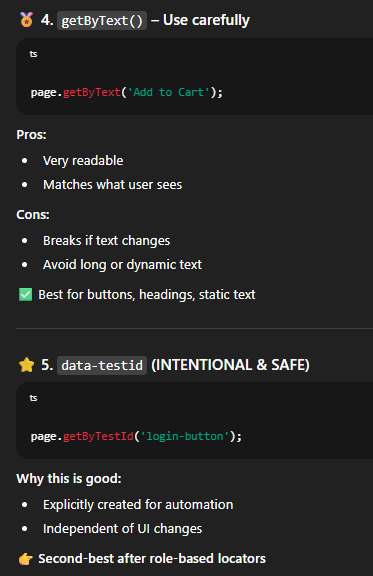 🏅 4. getByText() – Use carefully
ts
page.getByText('Add to Cart');
Pros:
• Very readable
• Matches what user sees
Cons:
• Breaks if text changes
• Avoid long or dynamic text
✅ Best for buttons, headings, static text
⭐ 5. data-testid (INTENTIONAL & SAFE)
ts
page.getByTestId('login-button');
Why this is good:
• Explicitly created for automation
• Independent of UI changes
👉 Second-best after role-based locators